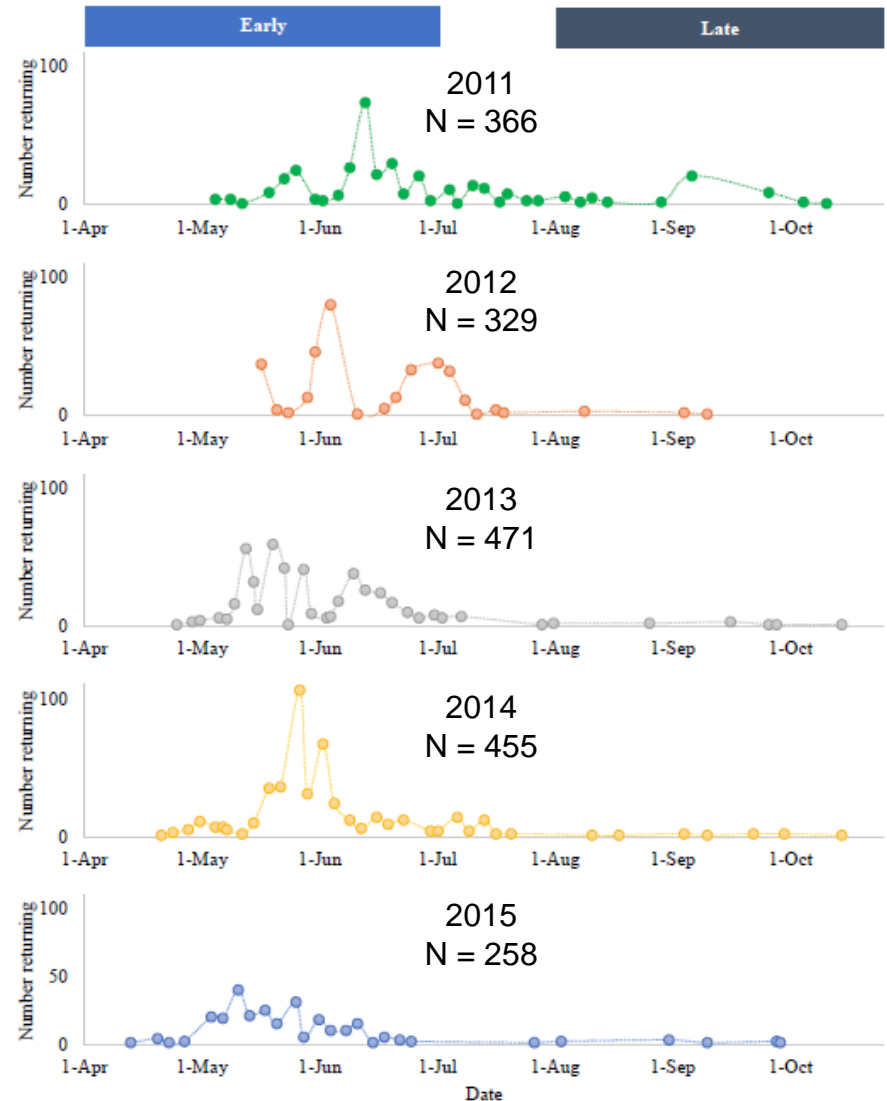 Early Late
Number returning
100
0
2011
N = 366
1-Apr 1-May 1-Jun 1-Jul 1-Aug 1-Sep 1-Oct
Number returning
100
0
2012
N = 329
1-Apr 1-May 1-Jun 1-Jul 1-Aug 1-Sep 1-Oct
Number returning
100
0
2013
N = 471
1-Apr 1-May 1-Jun 1-Jul 1-Aug 1-Sep 1-Oct
Number returning
100
0
2014
N = 455
1-Apr 1-May 1-Jun 1-Jul 1-Aug 1-Sep 1-Oct
Number returning
100
50
0
2015
N = 258
1-Apr 1-May 1-Jun 1-Jul 1-Aug 1-Sep 1-Oct
Date